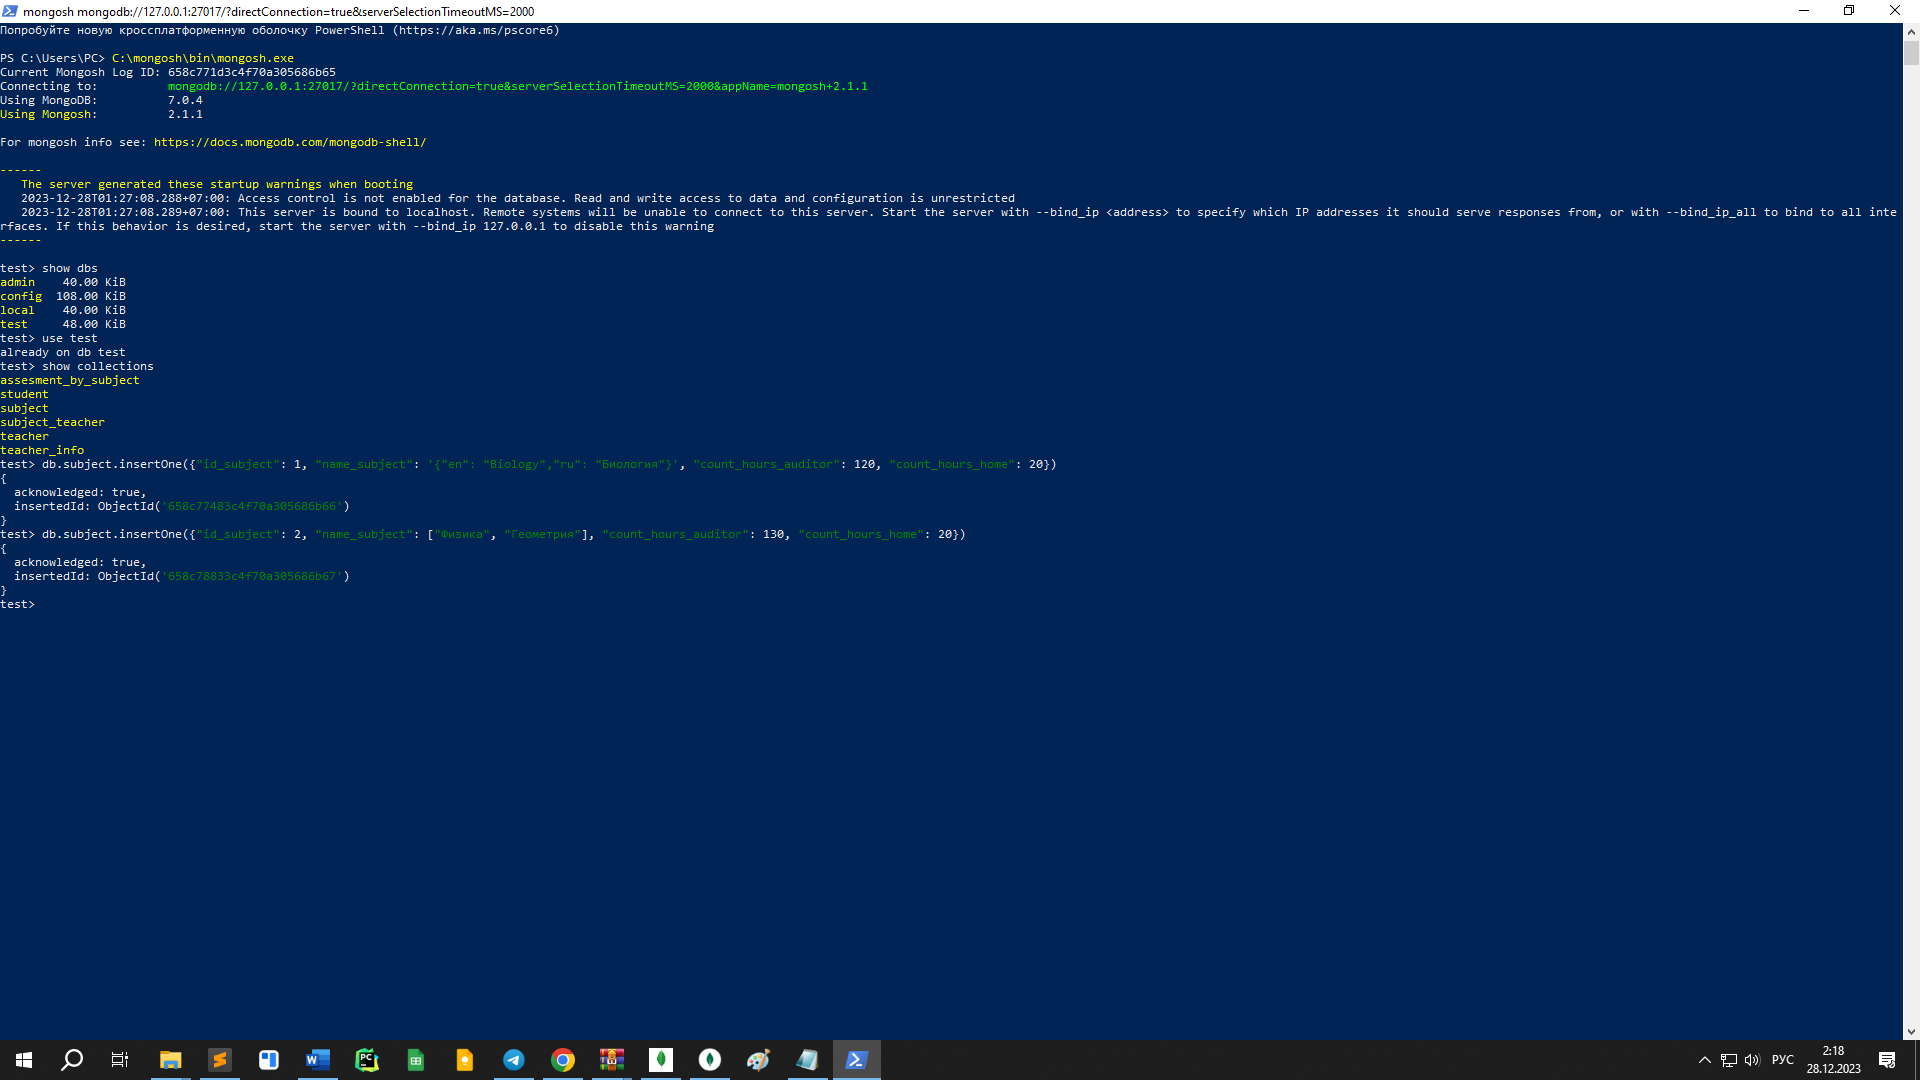 mongosh mongodb://127.0.0.1:27017/?directConnection=true&serverSelectionTimeoutMS=2000
Попробуйте новую кроссплатформенную оболочку PowerShell (https://aka.ms/pscore6)
PS C:\Users\PC> C:\mongosh\bin\mongosh.exe
Current Mongosh Log ID: 658c771d3c4f70a305686b65
Connecting to:          mongodb://127.0.0.1:27017/?directConnection=true&serverSelectionTimeoutMS=2000&appName=mongosh+2.1.1
Using MongoDB:          7.0.4
Using Mongosh:          2.1.1
For mongosh info see: https://docs.mongodb.com/mongodb-shell/
------
   The server generated these startup warnings when booting
   2023-12-28T01:27:08.288+07:00: Access control is not enabled for the database. Read and write access to data and configuration is unrestricted
   2023-12-28T01:27:08.289+07:00: This server is bound to localhost. Remote systems will be unable to connect to this server. Start the server with --bind_ip <address> to specify which IP addresses it should serve responses from, or with --bind_ip_all to bind to all inte
rfaces. If this behavior is desired, start the server with --bind_ip 127.0.0.1 to disable this warning
------
test> show dbs
admin    40.00 KiB
config  108.00 KiB
local    40.00 KiB
test     48.00 KiB
test> use test
already on db test
test> show collections
assesment_by_subject
student
subject
subject_teacher
teacher
teacher_info
test> db.subject.insertOne({"id_subject": 1, "name_subject": '{"en": "Biology","ru": "Биология"}', "count_hours_auditor": 120, "count_hours_home": 20})
{
  acknowledged: true,
  insertedId: ObjectId('658c77483c4f70a305686b66')
}
test> db.subject.insertOne({"id_subject": 2, "name_subject": ["Физика", "Геометрия"], "count_hours_auditor": 130, "count_hours_home": 20})
{
  acknowledged: true,
  insertedId: ObjectId('658c78833c4f70a305686b67')
}
test>
РУС
2:18
28.12.2023